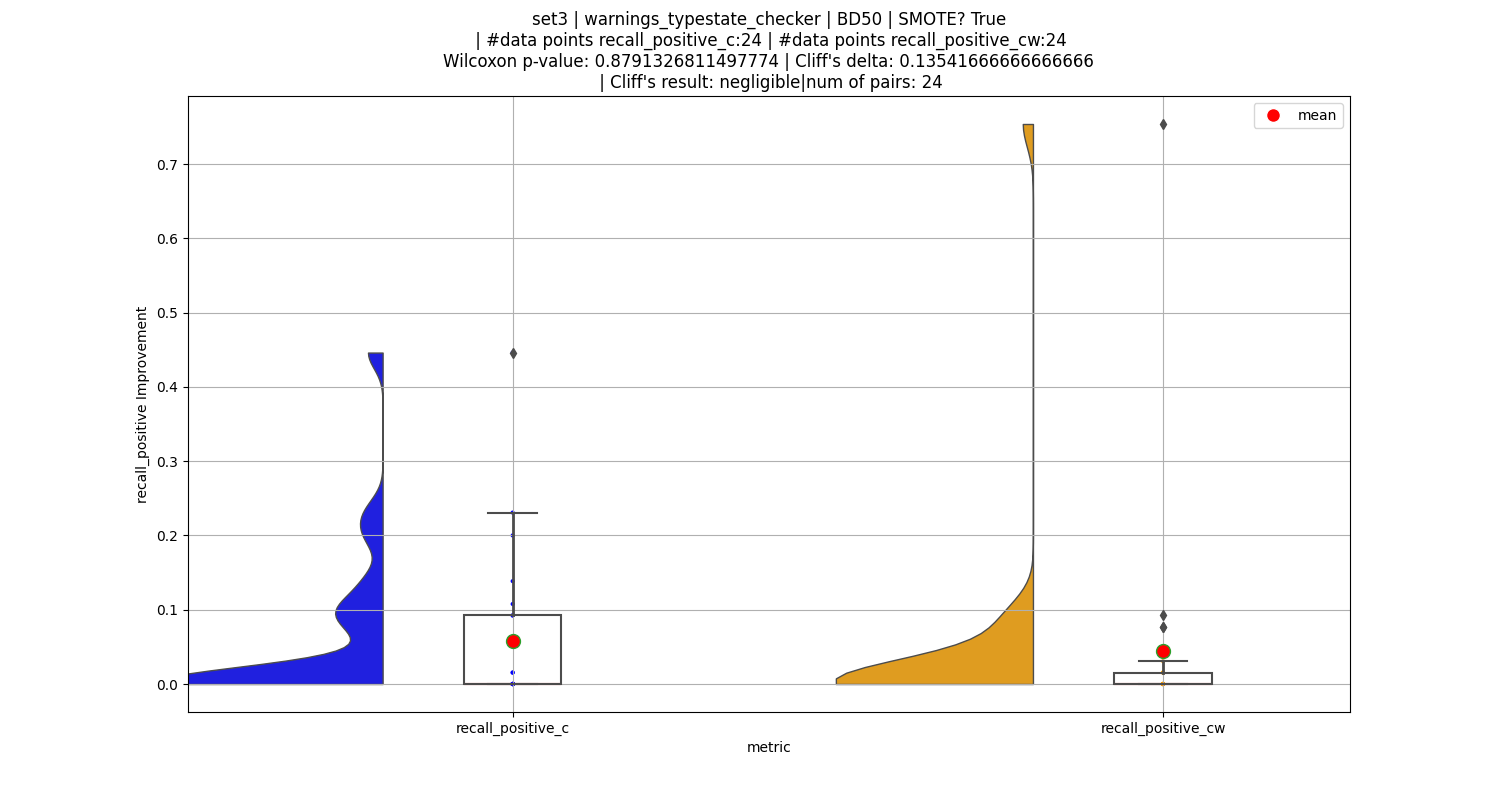 set3 | warnings_typestate_checker | BD50 | SMOTE? True
| #data points recall_positive_c:24 | #data points recall_positive_cw:24
Wilcoxon p-value: 0.8791326811497774 | Cliff's delta: 0.13541666666666666
| Cliff's result: negligible|num of pairs: 24
mean
recall_positive Improvement
0.7
0.6
0.5
0.4
0.3
0.2
0.1
0.0
recall_positive_c
recall_positive_cw
metric